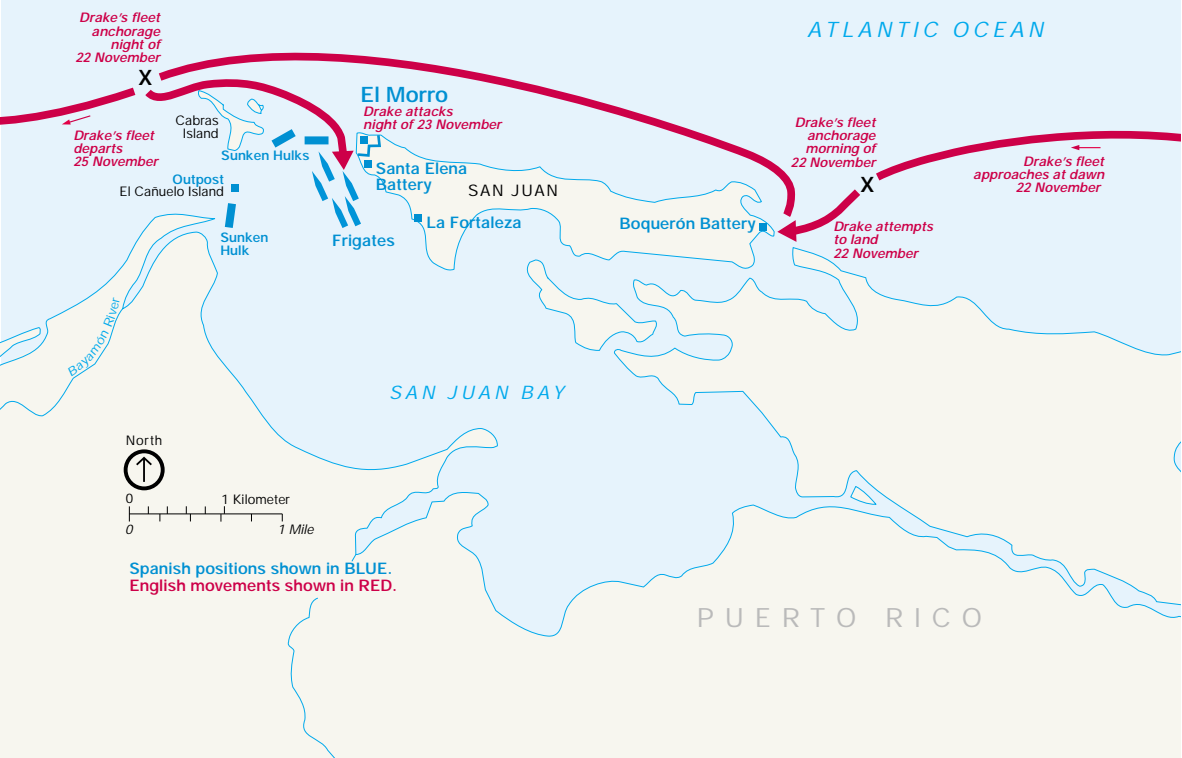 Drake's fleet
anchorage
night of
22 November
X
ATLANTIC OCEAN
El Morro
Drake attacks
night of 23 November
Cabras
Island
Drake's fleet
departs
25 November
Sunken Hulks
Drake's fleet
anchorage
morning of
22 November
X
Drake's fleet
approaches at dawn
22 November
Santa Elena
Battery
SAN JUAN
Outpost
El Cañuelo Island
La Fortaleza
Boquerón Battery
Drake attempts
to land
22 November
Sunken
Hulk
Frigates
Bayamón River
SAN JUAN BAY
North
0
1 Kilometer
0
1 Mile
Spanish positions shown in BLUE.
English movements shown in RED.
PUERTO RICO